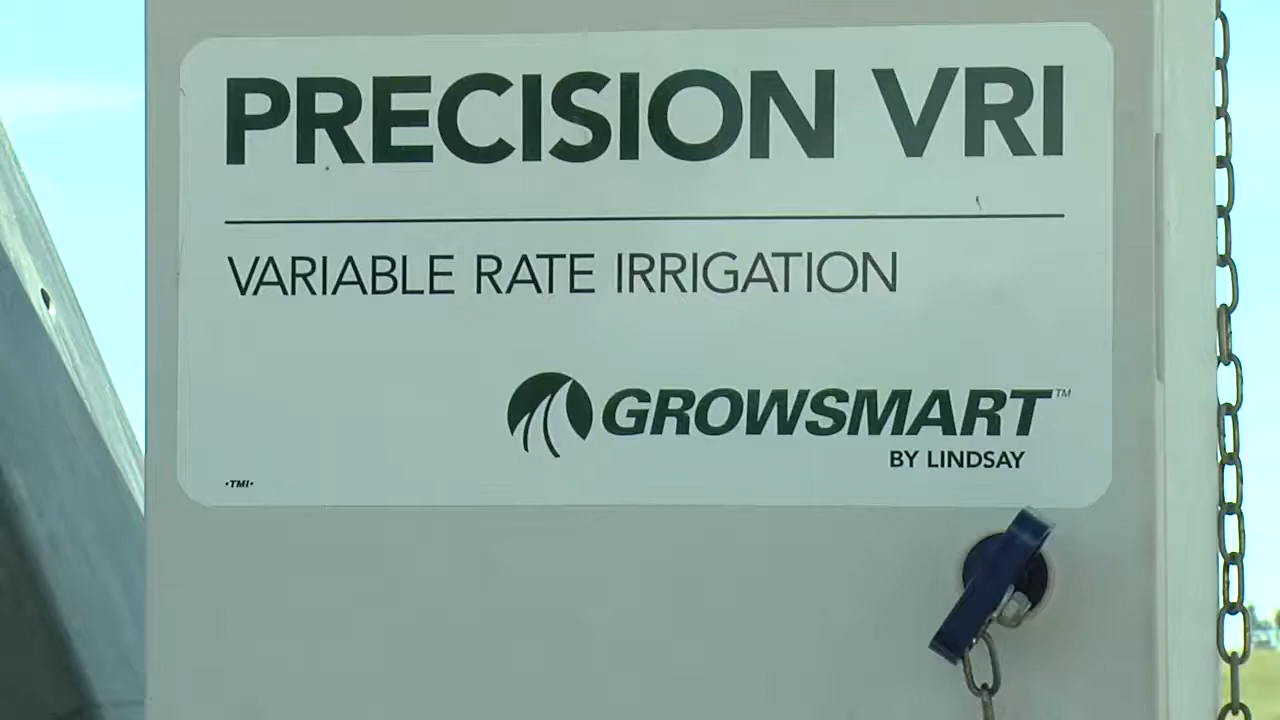 PRECISION VRI
VARIABLE RATE IRRIGATION
GROWSMART™
BY LINDSAY
·TMI·